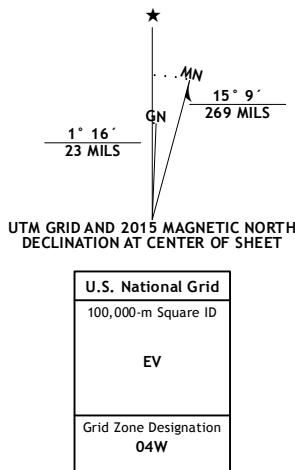 ★
MN
GN
15° 9´
269 MILS
1° 16´
23 MILS
UTM GRID AND 2015 MAGNETIC NORTH
DECLINATION AT CENTER OF SHEET
U.S. National Grid
100,000-m Square ID
EV
Grid Zone Designation
04W